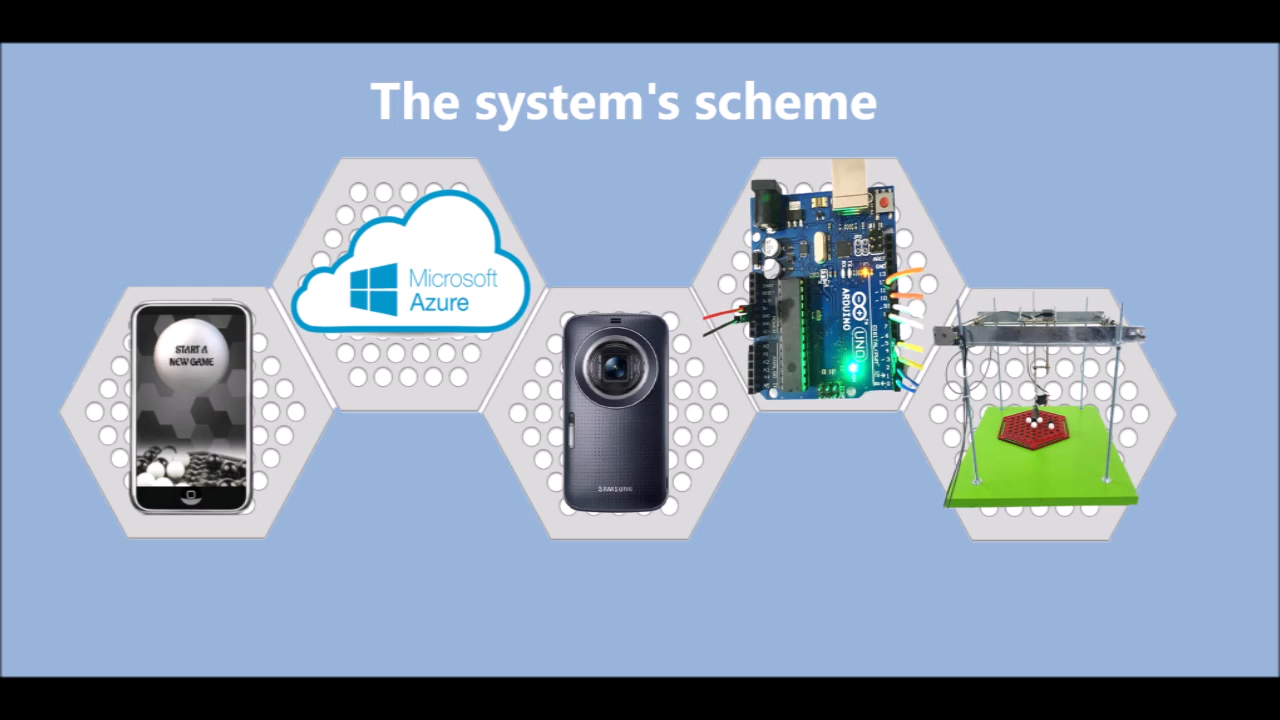 The system's scheme
START A
NEW GAME
Microsoft
Azure
SAMSUNG
ARDUINO
UNO